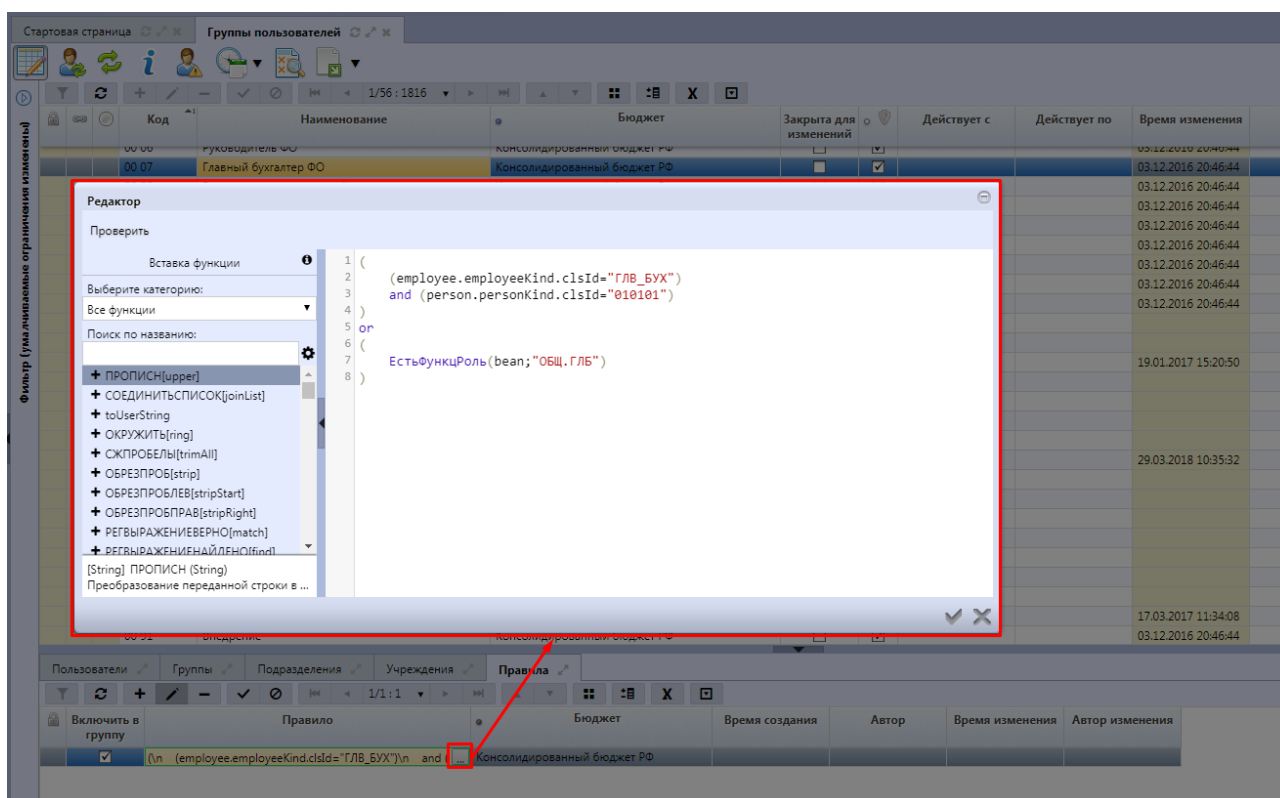 Стартовая страница
Группы пользователей
1/56 : 1816
Код
Наименование
Бюджет
Закрыта для изменений
Действует с
Действует по
Время изменения
00 06 Руководитель ФО Консолидированный бюджет РФ 03.12.2016 20:46:44
00 07 Главный бухгалтер ФО Консолидированный бюджет РФ 03.12.2016 20:46:44
03.12.2016 20:46:44
03.12.2016 20:46:44
03.12.2016 20:46:44
03.12.2016 20:46:44
03.12.2016 20:46:44
03.12.2016 20:46:44
03.12.2016 20:46:44
19.01.2017 15:20:50
29.03.2018 10:35:32
17.03.2017 11:34:08
Внедрение Консолидированный бюджет РФ 03.12.2016 20:46:44
Фильтр (умалчиваемые ограничения изменены)
Редактор
Проверить
Вставка функции
Выберите категорию:
Все функции
Поиск по названию:
+ ПРОПИСН[upper]
+ СОЕДИНИТЬСПИСОК[joinList]
+ toUserString
+ ОКРУЖИТЬ[ring]
+ СЖПРОБЕЛЫ[trimAll]
+ ОБРЕЗПРОБ[strip]
+ ОБРЕЗПРОБЛЕВ[stripStart]
+ ОБРЕЗПРОБПРАВ[stripRight]
+ РЕГВЫРАЖЕНИЕВЕРНО[match]
+ РЕГВЫРАЖЕНИЕНАЙДЕНО[find]
[String] ПРОПИСН (String)
Преобразование переданной строки в ...
1 (
2 (employee.employeeKind.clsId="ГЛВ_БУХ")
3 and (person.personKind.clsId="010101")
4 )
5 or
6 (
7 ЕстьФункцРоль(bean;"ОБЩ.ГЛБ")
8 )
Пользователи
Группы
Подразделения
Учреждения
Правила
1/1 : 1
Включить в группу
Правило
Бюджет
Время создания
Автор
Время изменения
Автор изменения
(\n (employee.employeeKind.clsId="ГЛВ_БУХ")\n and ( ... Консолидированный бюджет РФ